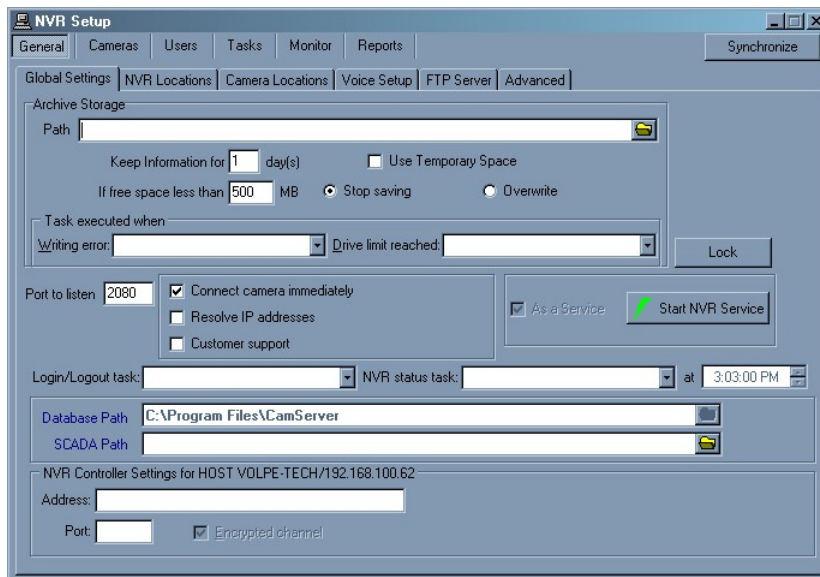 NVR Setup
General Cameras Users Tasks Monitor Reports Synchronize
Global Settings NVR Locations Camera Locations Voice Setup FTP Server Advanced
Archive Storage
Path
Keep Information for 1 day(s) Use Temporary Space
If free space less than 500 MB Stop saving Overwrite
Task executed when
Writing error: Drive limit reached:
Lock
Port to listen 2080 Connect camera immediately
Resolve IP addresses
Customer support
As a Service Start NVR Service
Login/Logout task: NVR status task: at 3:03:00 PM
Database Path C:\Program Files\CamServer
SCADA Path
NVR Controller Settings for HOST VOLPE-TECH/192.168.100.62
Address:
Port: Encrypted channel